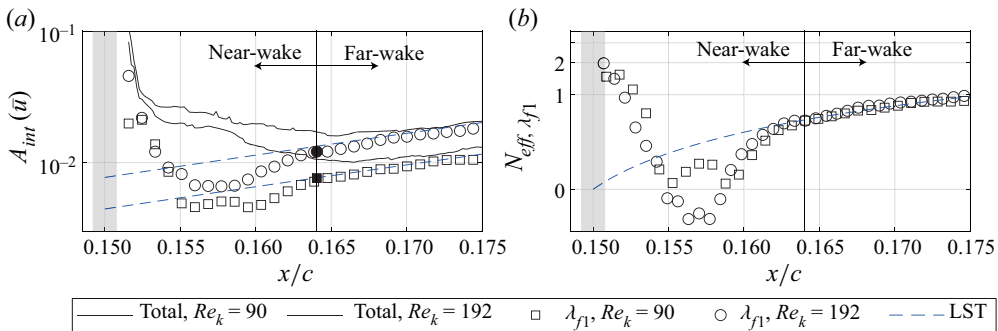 (a)
10⁻¹
10⁻²
A_int (ū)
Near-wake Far-wake
0.150 0.155 0.160 0.165 0.170 0.175
x/c
(b)
2
1
0
N_eff, λ_f1
Near-wake Far-wake
0.150 0.155 0.160 0.165 0.170 0.175
x/c
Total, Re_k = 90 Total, Re_k = 192 λ_f1, Re_k = 90 λ_f1, Re_k = 192 LST